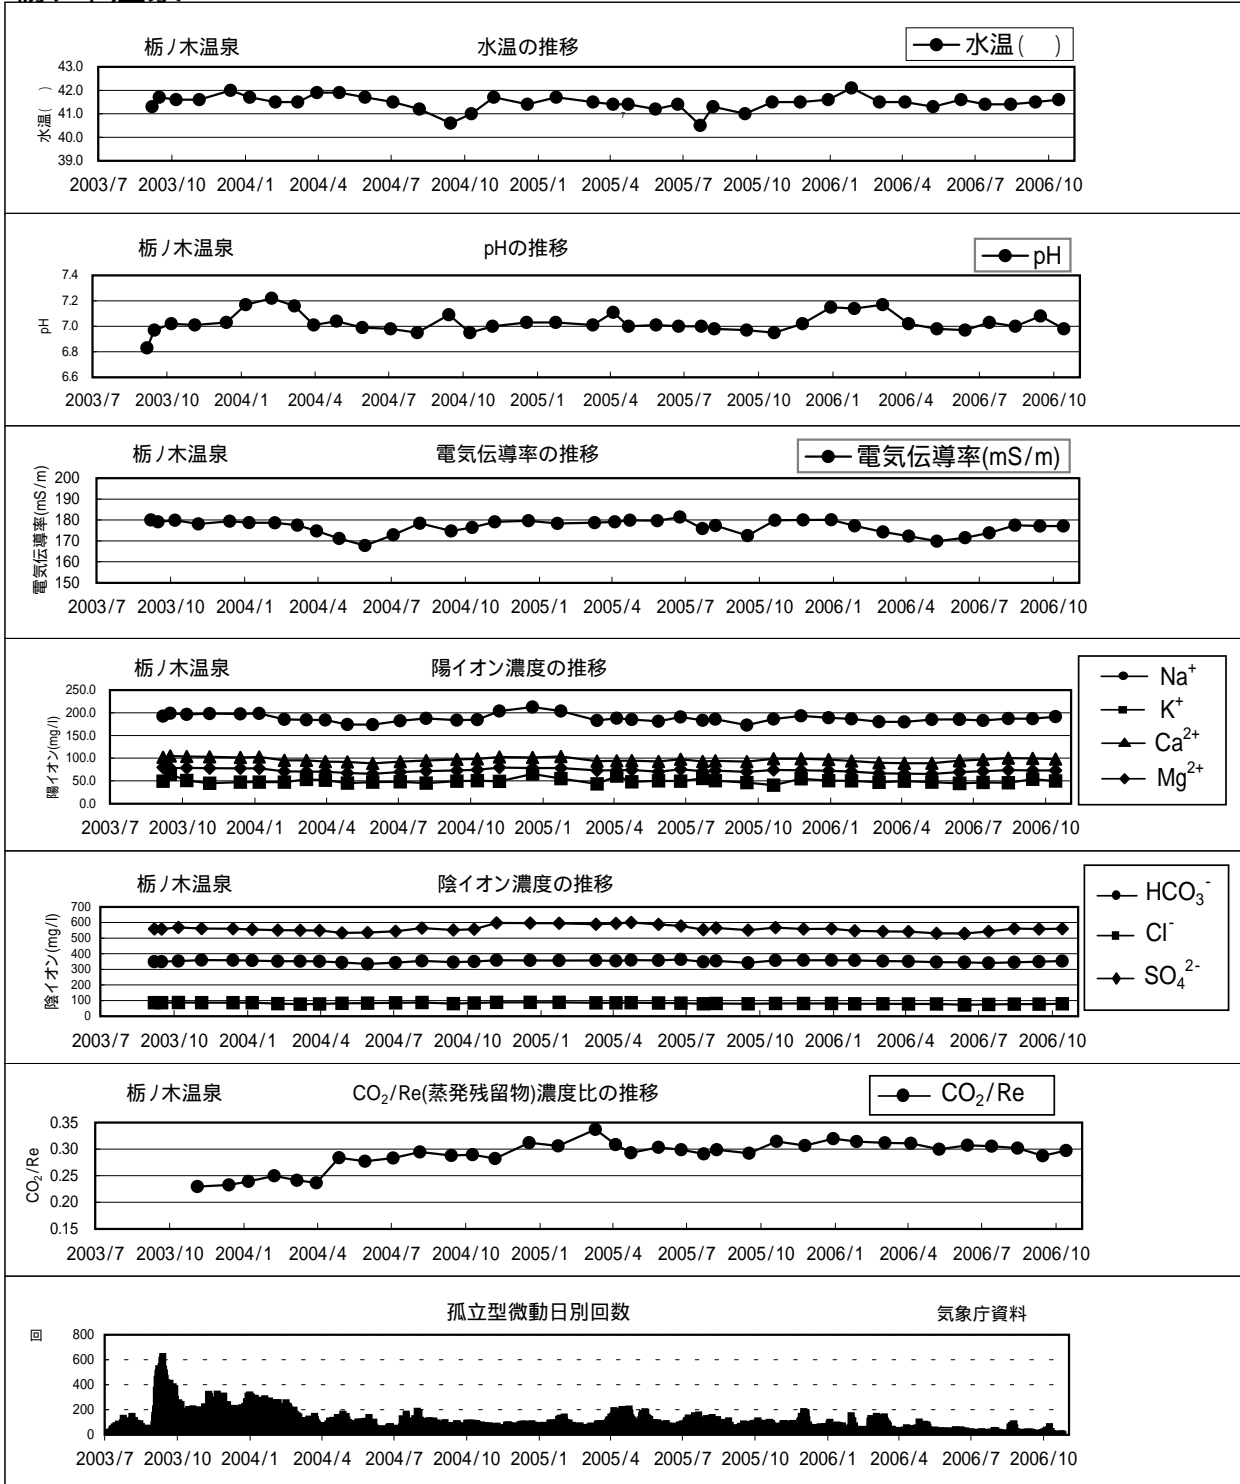 栃ノ木温泉 水温の推移 水温( )
43.0
42.0
41.0
40.0
39.0
水温( )
7
2003/7 2003/10 2004/1 2004/4 2004/7 2004/10 2005/1 2005/4 2005/7 2005/10 2006/1 2006/4 2006/7 2006/10
栃ノ木温泉 pHの推移 pH
7.4
7.2
7.0
6.8
6.6
pH
2003/7 2003/10 2004/1 2004/4 2004/7 2004/10 2005/1 2005/4 2005/7 2005/10 2006/1 2006/4 2006/7 2006/10
栃ノ木温泉 電気伝導率の推移 電気伝導率(mS/m)
200
190
180
170
160
150
電気伝導率(mS/m)
2003/7 2003/10 2004/1 2004/4 2004/7 2004/10 2005/1 2005/4 2005/7 2005/10 2006/1 2006/4 2006/7 2006/10
栃ノ木温泉 陽イオン濃度の推移
Na⁺
K⁺
Ca²⁺
Mg²⁺
250.0
200.0
150.0
100.0
50.0
0.0
陽イオン(mg/l)
2003/7 2003/10 2004/1 2004/4 2004/7 2004/10 2005/1 2005/4 2005/7 2005/10 2006/1 2006/4 2006/7 2006/10
栃ノ木温泉 陰イオン濃度の推移
HCO₃⁻
Cl⁻
SO₄²⁻
700
600
500
400
300
200
100
0
陰イオン(mg/l)
2003/7 2003/10 2004/1 2004/4 2004/7 2004/10 2005/1 2005/4 2005/7 2005/10 2006/1 2006/4 2006/7 2006/10
栃ノ木温泉 CO₂/Re(蒸発残留物)濃度比の推移 CO₂/Re
0.35
0.30
0.25
0.20
0.15
CO₂/Re
2003/7 2003/10 2004/1 2004/4 2004/7 2004/10 2005/1 2005/4 2005/7 2005/10 2006/1 2006/4 2006/7 2006/10
孤立型微動日別回数 気象庁資料
回
800
600
400
200
0
2003/7 2003/10 2004/1 2004/4 2004/7 2004/10 2005/1 2005/4 2005/7 2005/10 2006/1 2006/4 2006/7 2006/10